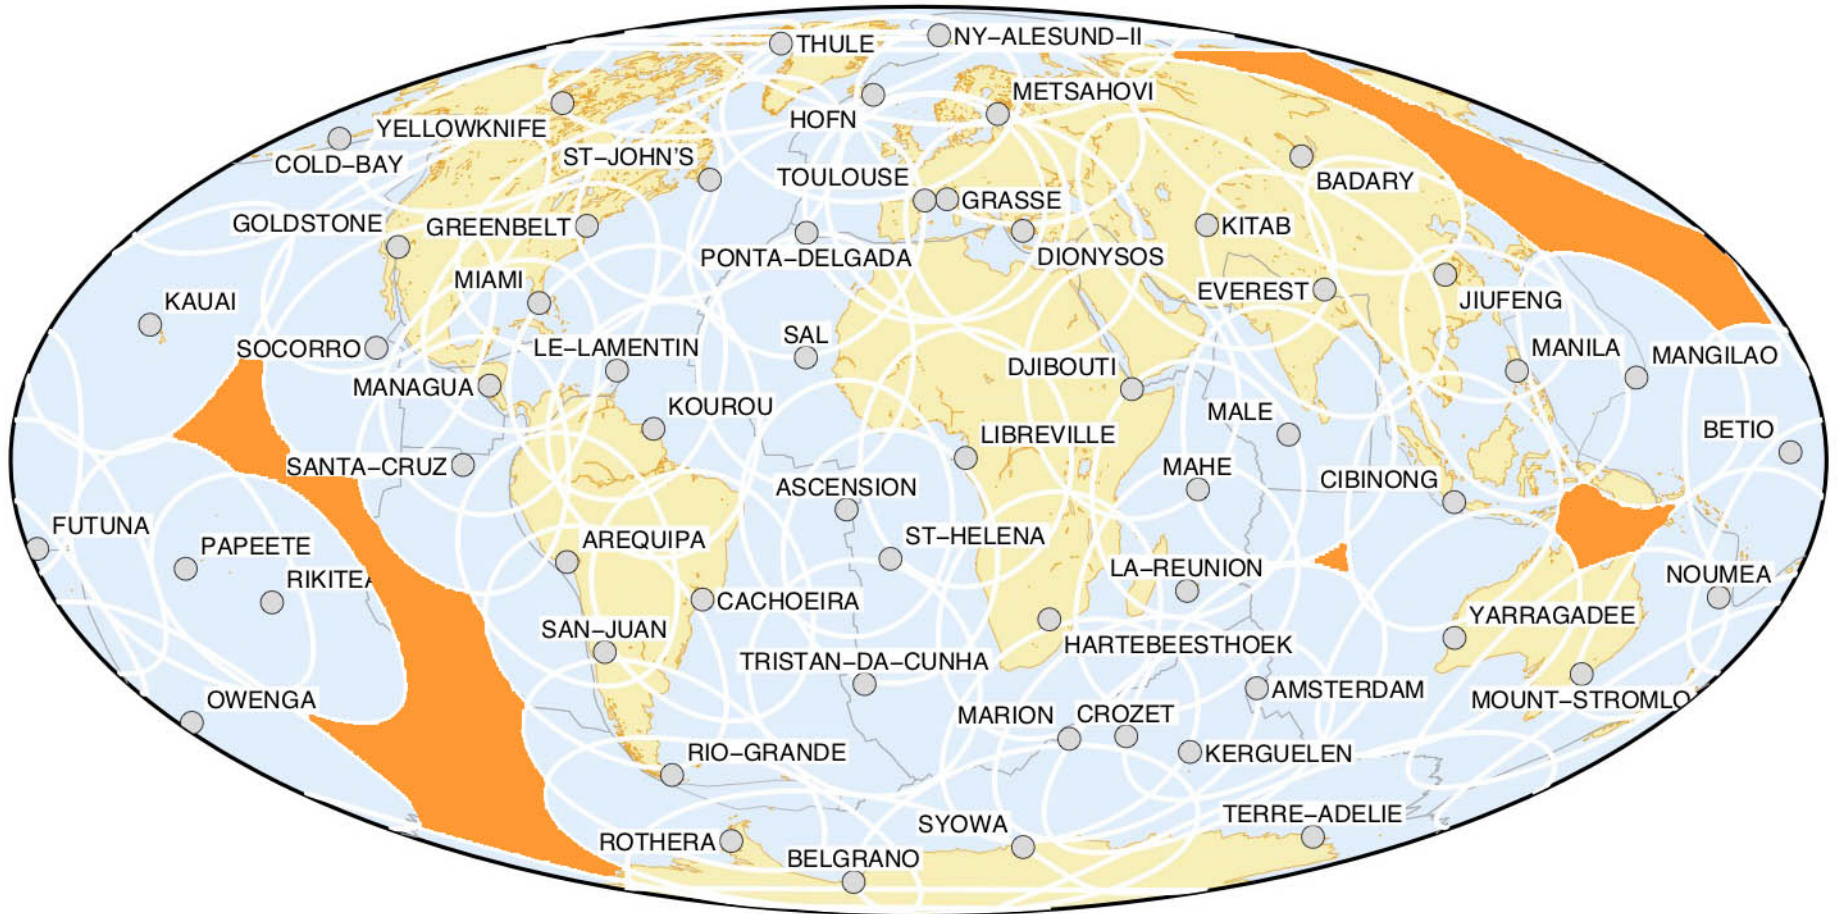 THULE
NY-ALESUND-II
METSAHOVI
HOFN
YELLOWKNIFE
COLD-BAY
ST-JOHN'S
TOULOUSE
GRASSE
BADARY
GOLDSTONE
GREENBELT
KITAB
PONTA-DELGADA
DIONYSOS
MIAMI
EVEREST
JIUFENG
KAUAI
SAL
SOCORRO
LE-LAMENTIN
MANILA
MANGILAO
DJIBOUTI
MANAGUA
KOUROU
MALE
LIBREVILLE
BETIO
SANTA-CRUZ
MAHE
CIBINONG
ASCENSION
FUTUNA
PAPEETE
AREQUIPA
ST-HELENA
LA-REUNION
NOUMEA
RIKITEA
CACHOEIRA
YARRAGADEE
SAN-JUAN
HARTEBEESTHOEK
TRISTAN-DA-CUNHA
AMSTERDAM
OWENGA
MOUNT-STROMLO
MARION
CROZET
RIO-GRANDE
KERGUELEN
TERRE-ADELIE
SYOWA
ROTHERA
BELGRANO